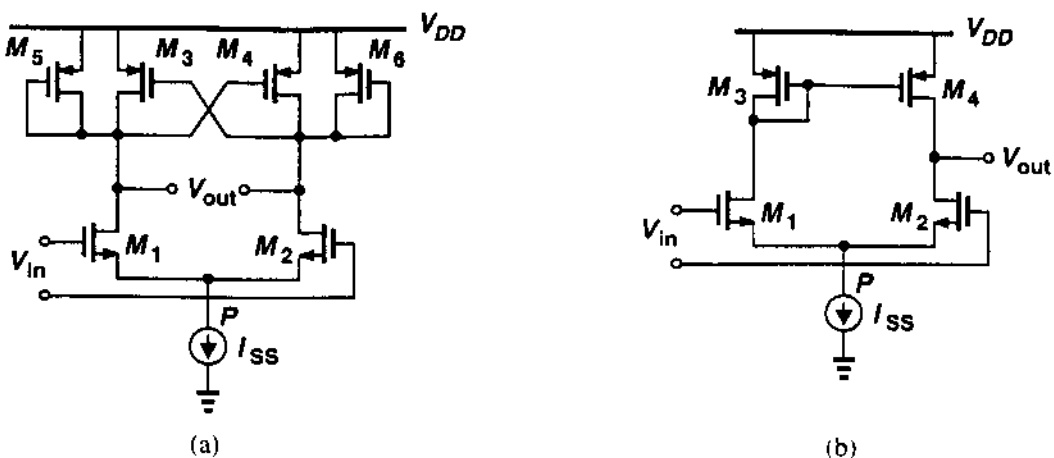 V_DD
M_5 M_3 M_4 M_6
V_out
V_in M_1 M_2
P
I_SS
(a)
V_DD
M_3 M_4
V_out
V_in M_1 M_2
P
I_SS
(b)